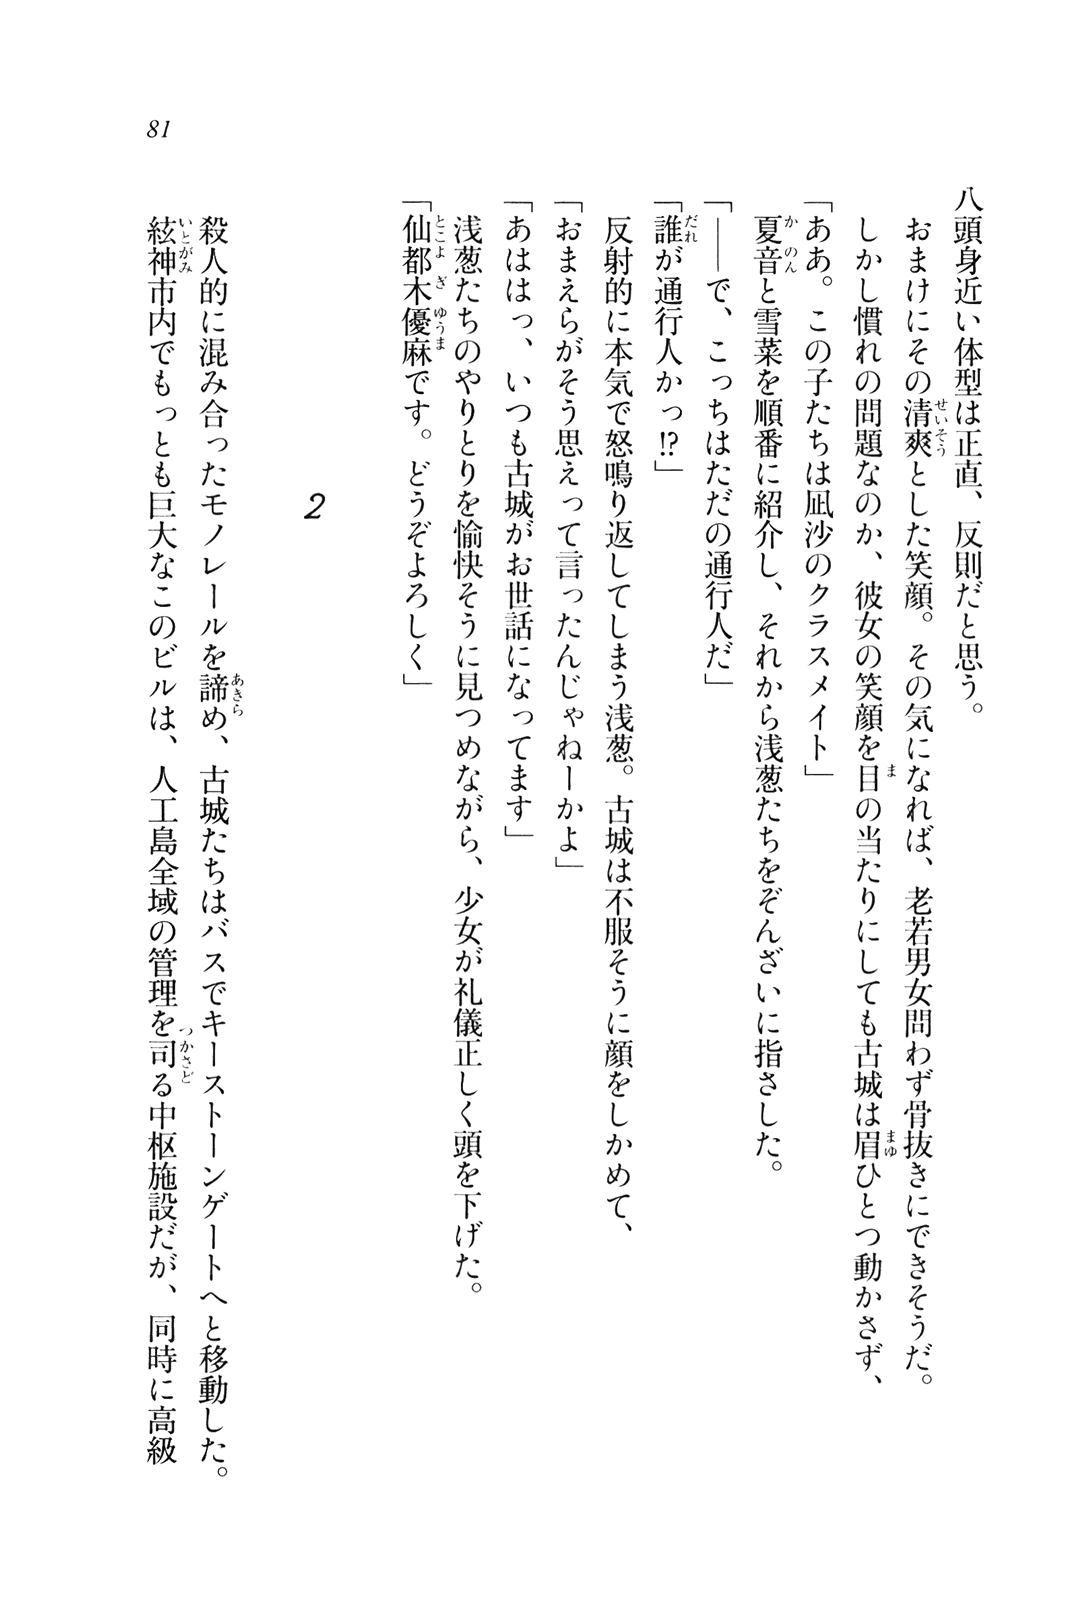 81
八頭身近い体型は正直、反則だと思う。
おまけにその清爽とした笑顔。その気になれば、老若男女問わず骨抜きにできそうだ。
しかし慣れの問題なのか、彼女の笑顔を目の当たりにしても古城は眉ひとつ動かさず、
「ああ。この子たちは凪沙のクラスメイト」
夏音と雪菜を順番に紹介し、それから浅葱たちをぞんざいに指さした。
「――で、こっちはただの通行人だ」
「誰が通行人かっ!?」
反射的に本気で怒鳴り返してしまう浅葱。古城は不服そうに顔をしかめて、
「おまえらがそう思えって言ったんじゃねーかよ」
「あははっ、いつも古城がお世話になってます」
浅葱たちのやりとりを愉快そうに見つめながら、少女が礼儀正しく頭を下げた。
「仙都木優麻です。どうぞよろしく」
2
殺人的に混み合ったモノレールを諦め、古城たちはバスでキーストーンゲートへと移動した。
絃神市内でもっとも巨大なこのビルは、人工島全域の管理を司る中枢施設だが、同時に高級